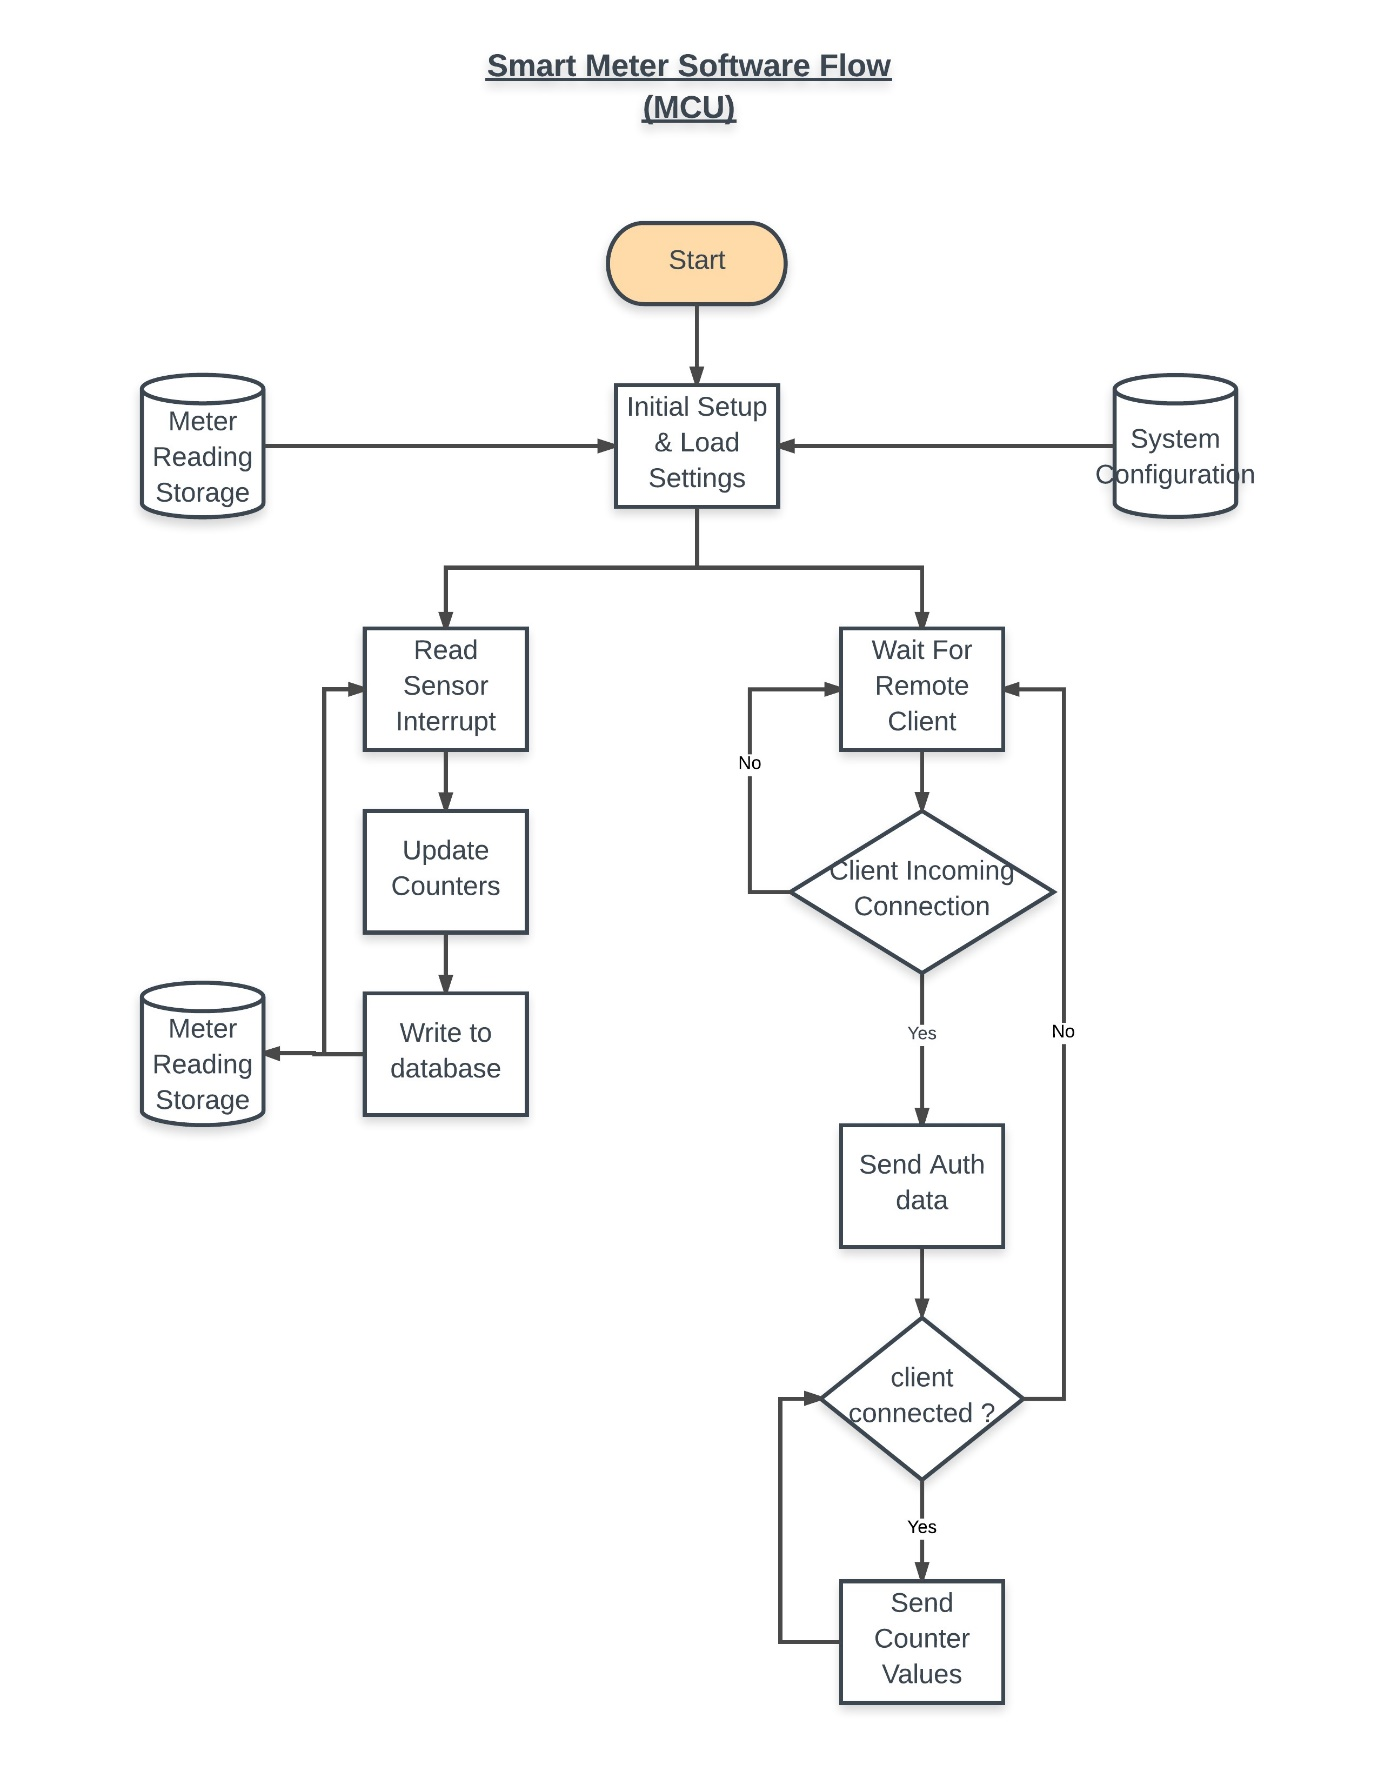 Smart Meter Software Flow
(MCU)
Start
Meter
Reading
Storage
Initial Setup
& Load
Settings
System
Configuration
Read
Sensor
Interrupt
Wait For
Remote
Client
No
Update
Counters
Client Incoming
Connection
Meter
Reading
Storage
Write to
database
Yes
No
Send Auth
data
client
connected ?
Yes
Send
Counter
Values